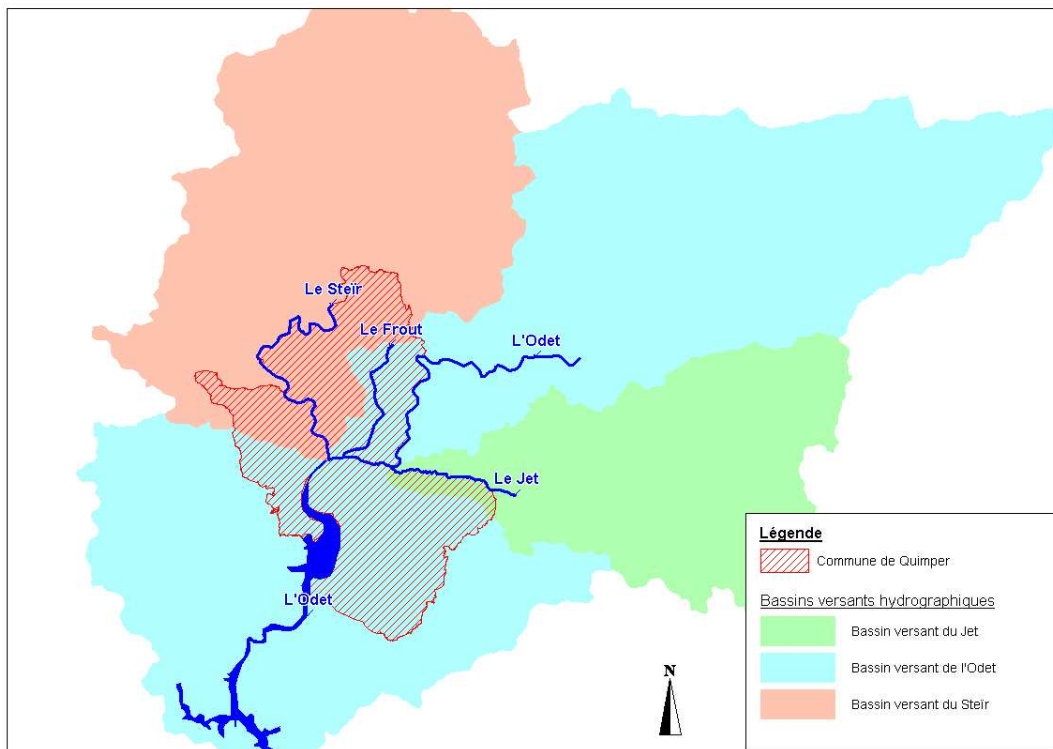 Le Steïr
Le Frout
L'Odet
Le Jet
L'Odet
N
Légende
Commune de Quimper
Bassins versants hydrographiques
Bassin versant du Jet
Bassin versant de l'Odet
Bassin versant du Steïr